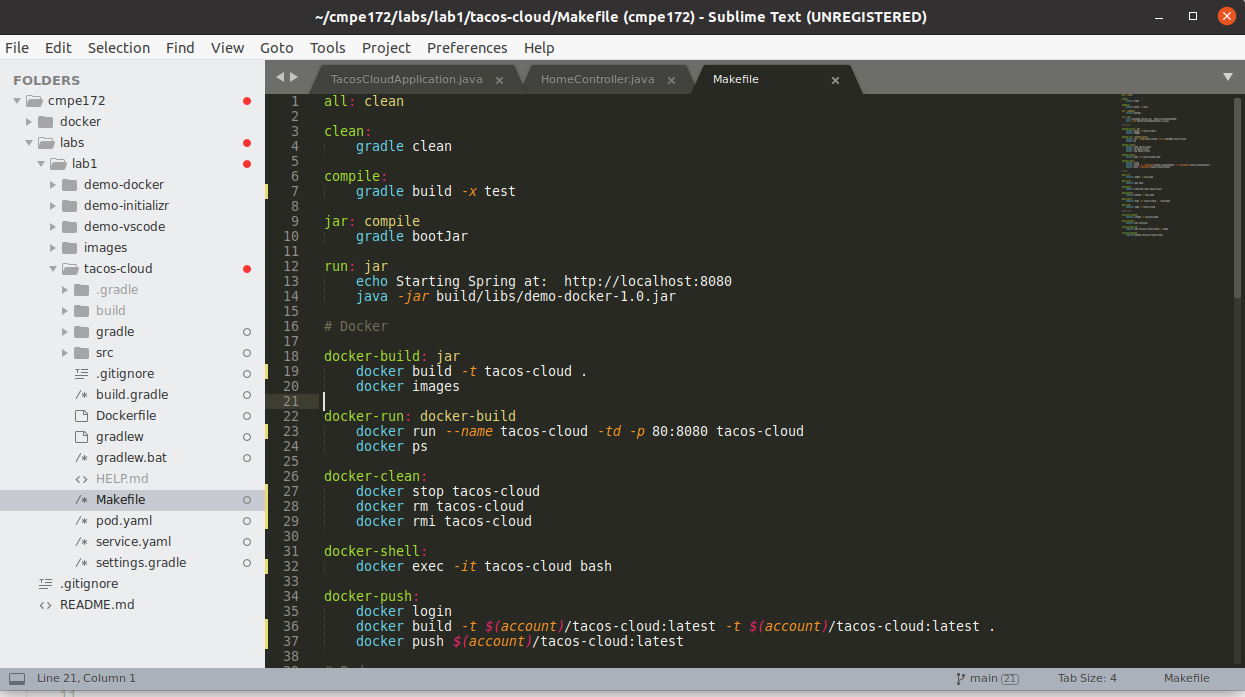 ~/cmpe172/labs/lab1/tacos-cloud/Makefile (cmpe172) - Sublime Text (UNREGISTERED)
File Edit Selection Find View Goto Tools Project Preferences Help
FOLDERS
cmpe172
docker
labs
lab1
demo-docker
demo-initializr
demo-vscode
images
tacos-cloud
.gradle
build
gradle
src
.gitignore
build.gradle
Dockerfile
gradlew
gradlew.bat
HELP.md
Makefile
pod.yaml
service.yaml
settings.gradle
.gitignore
README.md
TacosCloudApplication.java HomeController.java Makefile
1 all: clean
2
3 clean:
4 gradle clean
5
6 compile:
7 gradle build -x test
8
9 jar: compile
10 gradle bootJar
11
12 run: jar
13 echo Starting Spring at:  http://localhost:8080
14 java -jar build/libs/demo-docker-1.0.jar
15
16 # Docker
17
18 docker-build: jar
19 docker build -t tacos-cloud .
20 docker images
21
22 docker-run: docker-build
23 docker run --name tacos-cloud -td -p 80:8080 tacos-cloud
24 docker ps
25
26 docker-clean:
27 docker stop tacos-cloud
28 docker rm tacos-cloud
29 docker rmi tacos-cloud
30
31 docker-shell:
32 docker exec -it tacos-cloud bash
33
34 docker-push:
35 docker login
36 docker build -t $(account)/tacos-cloud:latest -t $(account)/tacos-cloud:latest .
37 docker push $(account)/tacos-cloud:latest
38
Line 21, Column 1 main 21 Tab Size: 4 Makefile